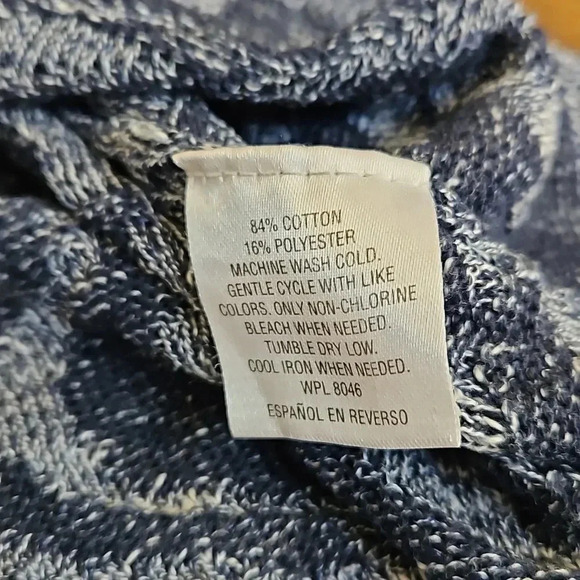 84% COTTON
16% POLYESTER
MACHINE WASH COLD.
GENTLE CYCLE WITH LIKE
COLORS. ONLY NON-CHLORINE
BLEACH WHEN NEEDED.
TUMBLE DRY LOW.
COOL IRON WHEN NEEDED.
WPL 8046
ESPAÑOL EN REVERSO